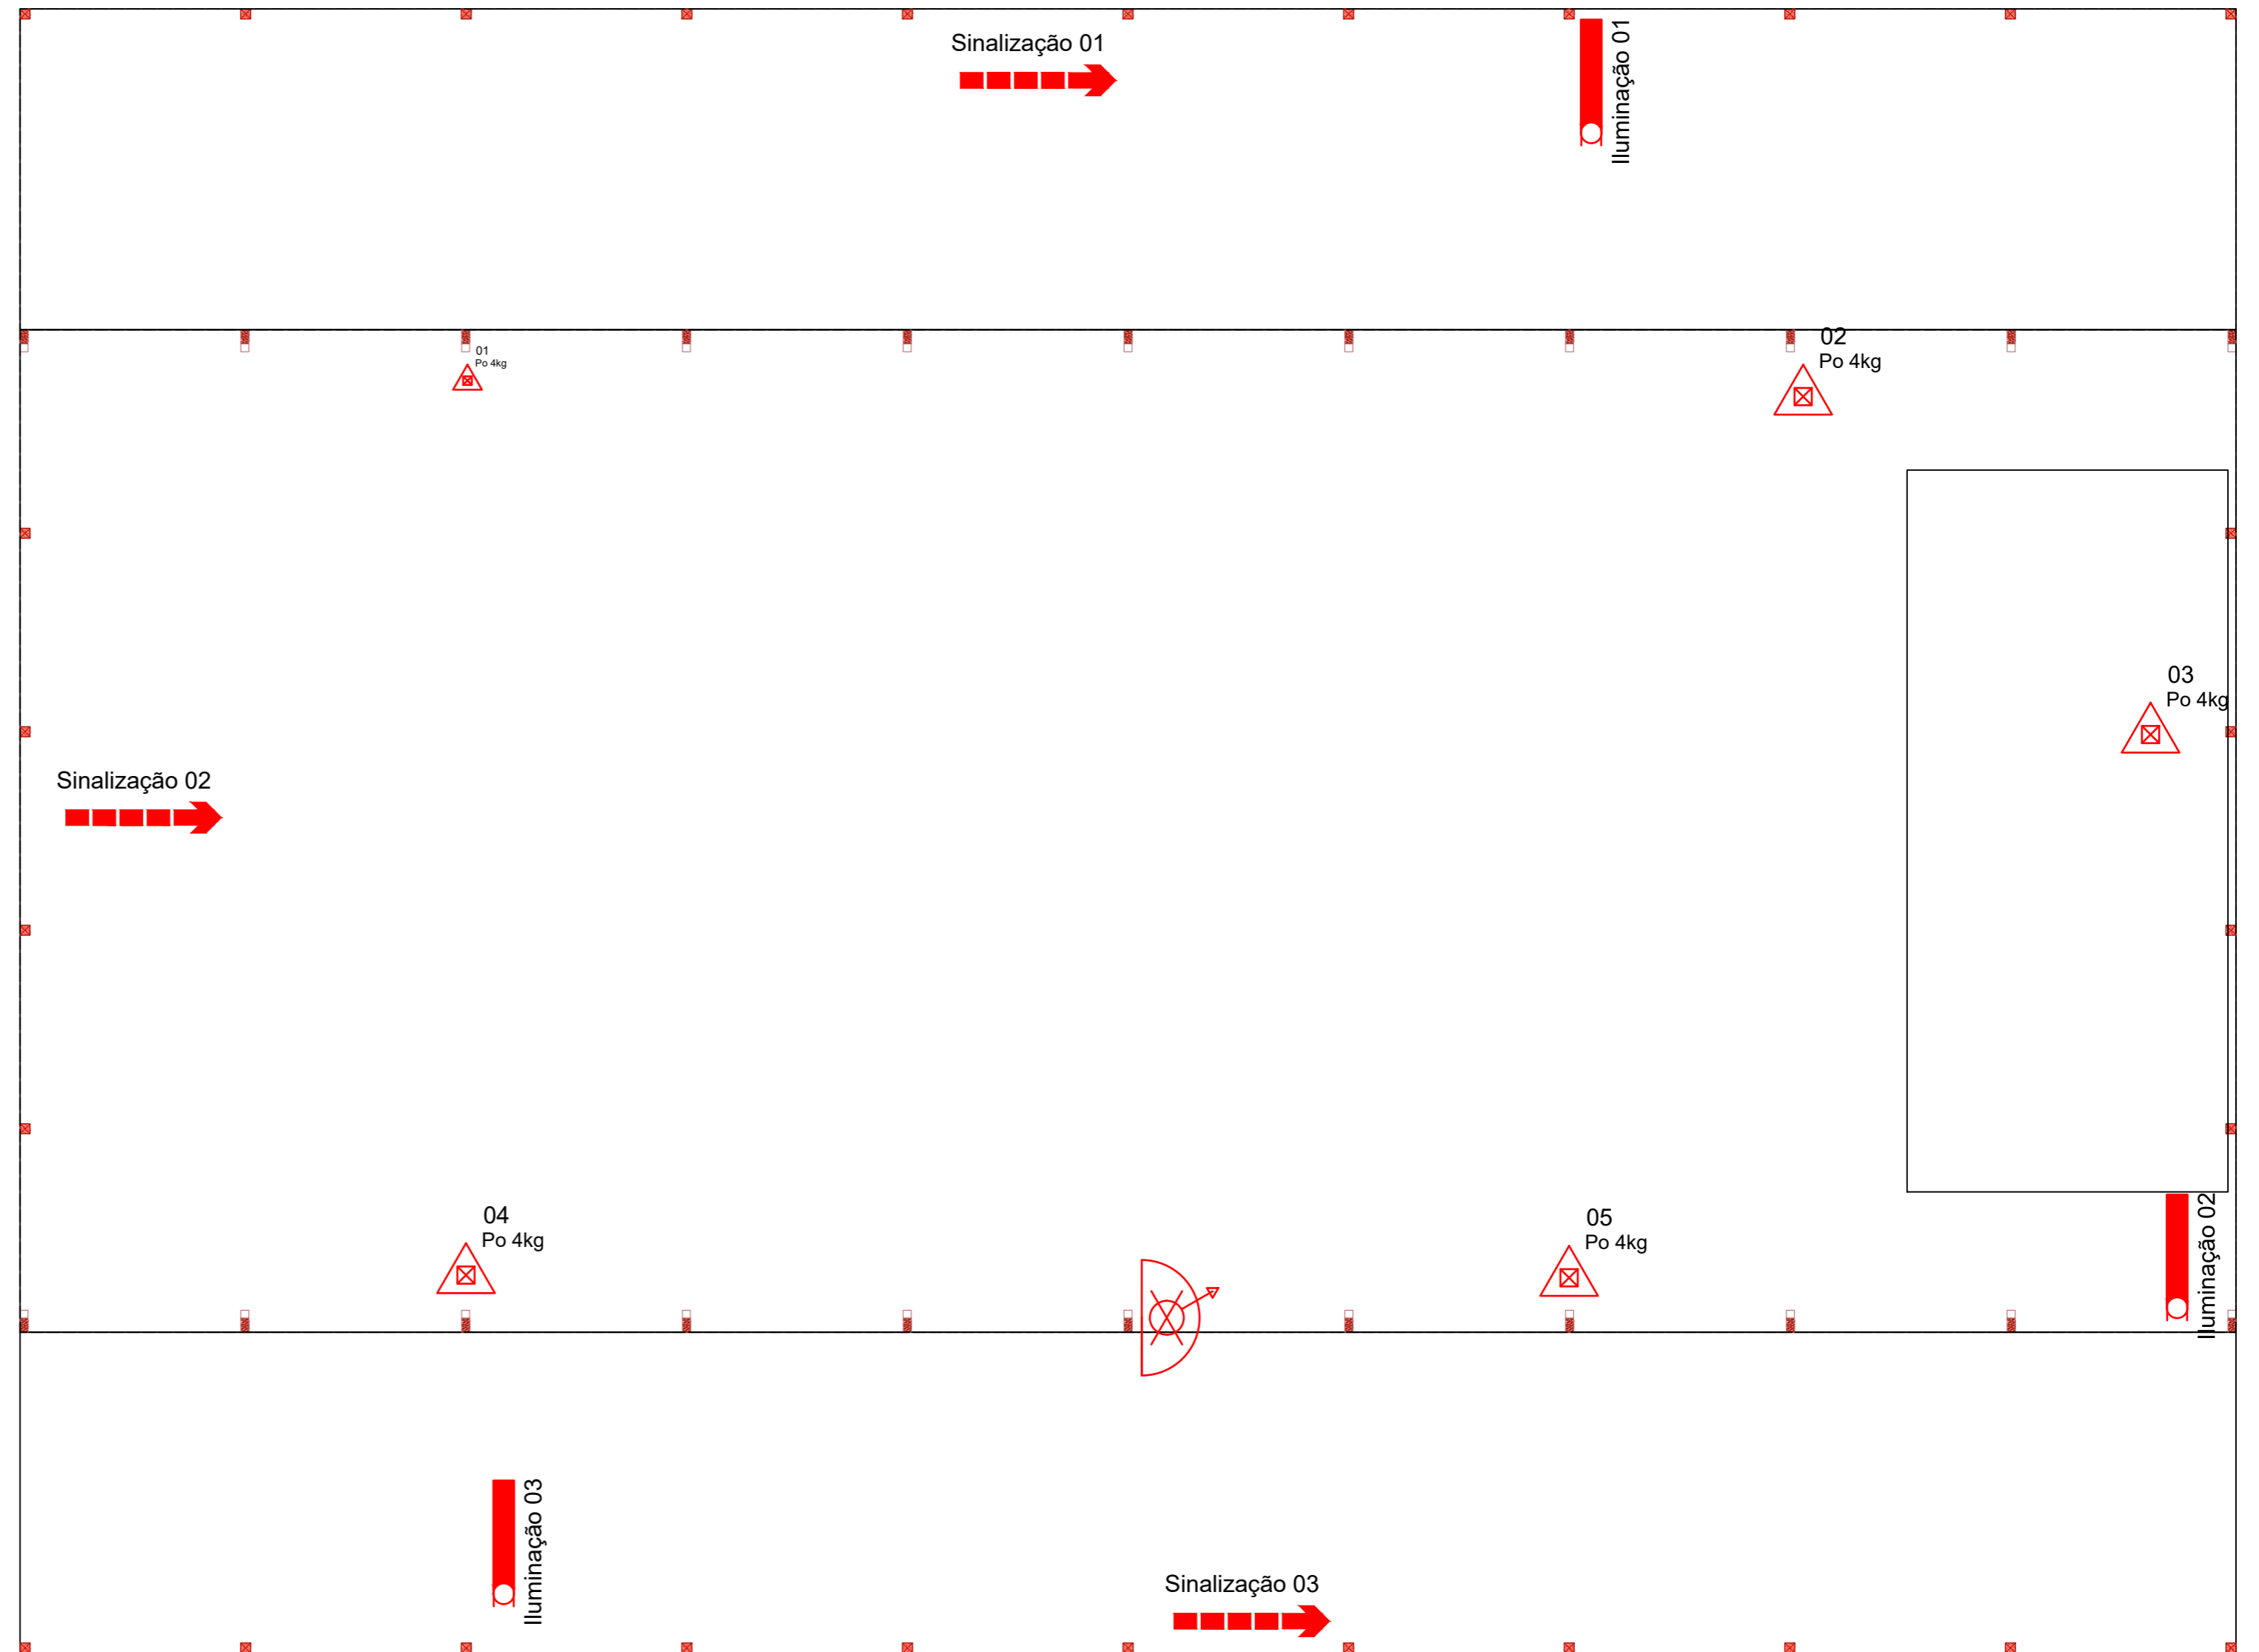 Sinalização 01
Iluminação 01
01
Po 4kg
02
Po 4kg
03
Po 4kg
Sinalização 02
04
Po 4kg
05
Po 4kg
Iluminação 02
Iluminação 03
Sinalização 03